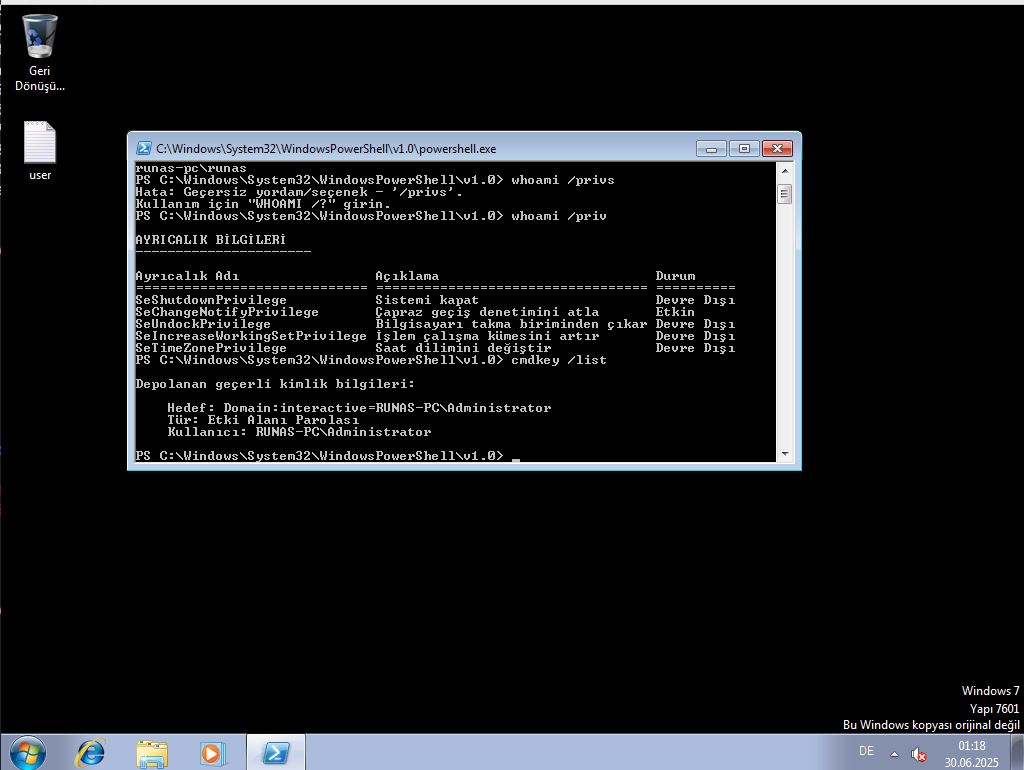 Geri
Dönüşü...
user
C:\Windows\System32\WindowsPowerShell\v1.0\powershell.exe
runas-pc\runas
PS C:\Windows\System32\WindowsPowerShell\v1.0> whoami /privs
Hata: Geçersiz yordam/seçenek - '/privs'.
Kullanım için "WHOAMI /?" girin.
PS C:\Windows\System32\WindowsPowerShell\v1.0> whoami /priv
AYRICALIK BİLGİLERİ
----------------------
Ayrıcalık Adı Açıklama Durum
============================= ================================== ==========
SeShutdownPrivilege Sistemi kapat Devre Dışı
SeChangeNotifyPrivilege Çapraz geçiş denetimini atla Etkin
SeUndockPrivilege Bilgisayarı takma biriminden çıkar Devre Dışı
SeIncreaseWorkingSetPrivilege İşlem çalışma kümesini artır Devre Dışı
SeTimeZonePrivilege Saat dilimini değiştir Devre Dışı
PS C:\Windows\System32\WindowsPowerShell\v1.0> cmdkey /list
Depolanan geçerli kimlik bilgileri:
Hedef: Domain:interactive=RUNAS-PC\Administrator
Tür: Etki Alanı Parolası
Kullanıcı: RUNAS-PC\Administrator
PS C:\Windows\System32\WindowsPowerShell\v1.0> _
Windows 7
Yapı 7601
Bu Windows kopyası orijinal değil
DE
01:18
30.06.2025